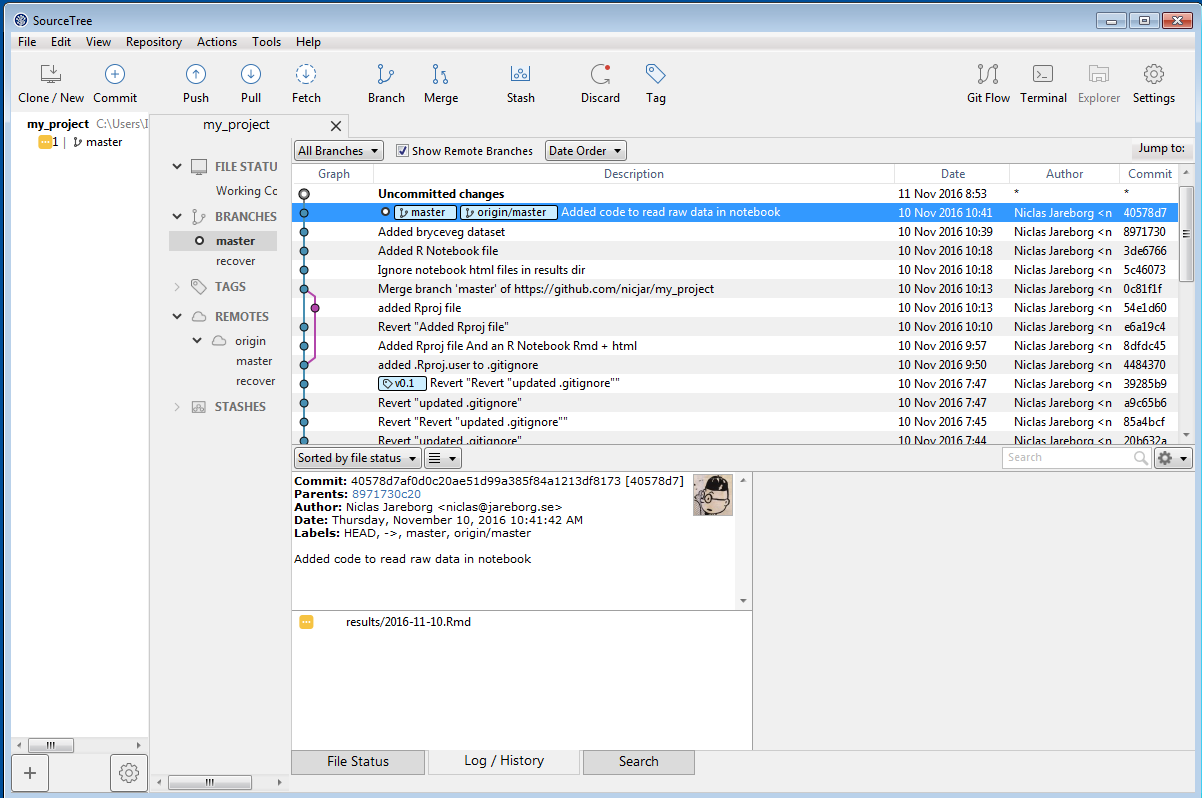 SourceTree
File Edit View Repository Actions Tools Help
Clone / New Commit Push Pull Fetch Branch Merge Stash Discard Tag Git Flow Terminal Explorer Settings
my_project C:\Users\I
1 | master
my_project
FILE STATU
Working Cc
BRANCHES
master
recover
TAGS
REMOTES
origin
master
recover
STASHES
All Branches Show Remote Branches Date Order Jump to:
Graph Description Date Author Commit
Uncommitted changes 11 Nov 2016 8:53 * *
master origin/master Added code to read raw data in notebook 10 Nov 2016 10:41 Niclas Jareborg <n 40578d7
Added bryceveg dataset 10 Nov 2016 10:39 Niclas Jareborg <n 8971730
Added R Notebook file 10 Nov 2016 10:18 Niclas Jareborg <n 3de6766
Ignore notebook html files in results dir 10 Nov 2016 10:18 Niclas Jareborg <n 5c46073
Merge branch 'master' of https://github.com/nicjar/my_project 10 Nov 2016 10:13 Niclas Jareborg <n 0c81f1f
added Rproj file 10 Nov 2016 10:13 Niclas Jareborg <n 54e1d60
Revert "Added Rproj file" 10 Nov 2016 10:10 Niclas Jareborg <n e6a19c4
Added Rproj file And an R Notebook Rmd + html 10 Nov 2016 9:57 Niclas Jareborg <n 8dfdc45
added .Rproj.user to .gitignore 10 Nov 2016 9:50 Niclas Jareborg <n 4484370
v0.1 Revert "Revert "updated .gitignore"" 10 Nov 2016 7:47 Niclas Jareborg <n 39285b9
Revert "updated .gitignore" 10 Nov 2016 7:47 Niclas Jareborg <n a9c65b6
Revert "Revert "updated .gitignore"" 10 Nov 2016 7:45 Niclas Jareborg <n 85a4bcf
Revert "updated .gitignore" 10 Nov 2016 7:44 Niclas Jareborg <n 20b632a
Sorted by file status Search
Commit: 40578d7af0d0c20ae51d99a385f84a1213df8173 [40578d7]
Parents: 8971730c20
Author: Niclas Jareborg <niclas@jareborg.se>
Date: Thursday, November 10, 2016 10:41:42 AM
Labels: HEAD, ->, master, origin/master
Added code to read raw data in notebook
results/2016-11-10.Rmd
File Status Log / History Search